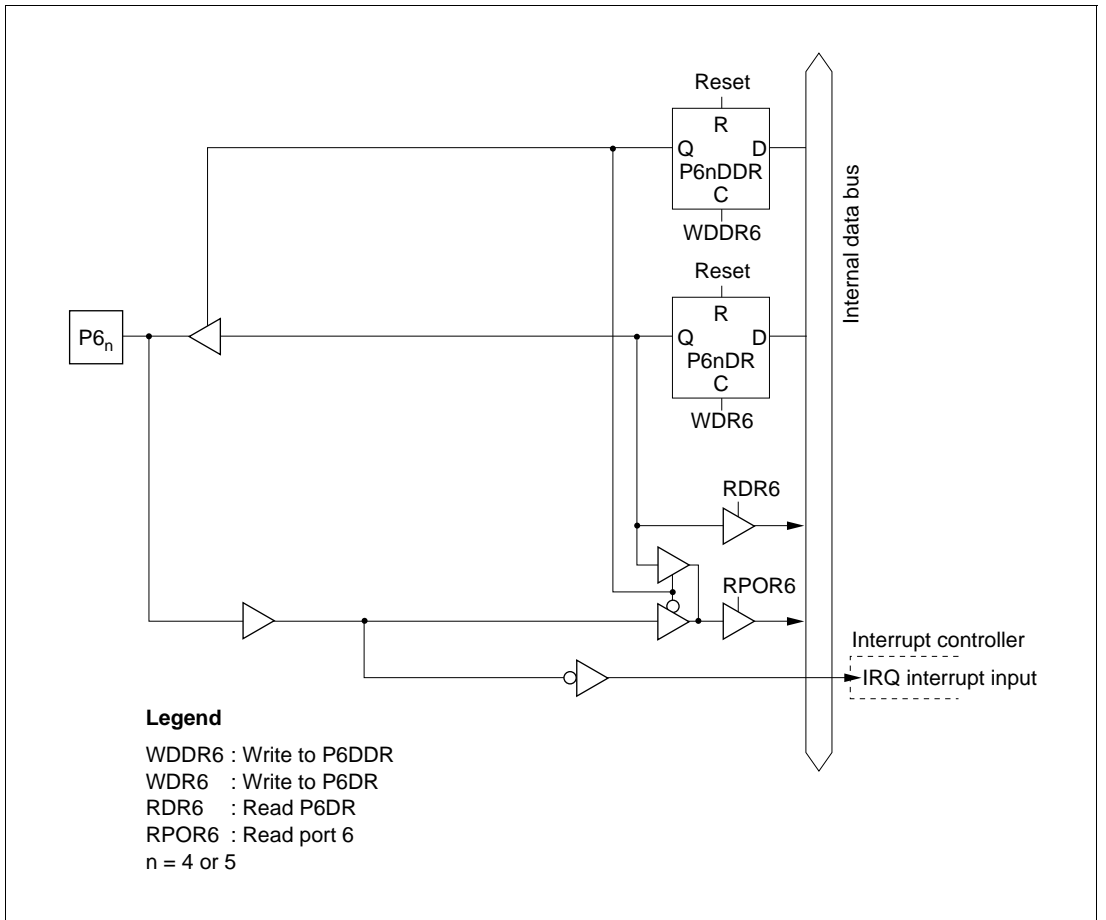 Reset
R
Q D
P6nDDR
C
WDDR6
Internal data bus
Reset
R
P6n
Q D
P6nDR
C
WDR6
RDR6
RPOR6
Interrupt controller
IRQ interrupt input
Legend
WDDR6 : Write to P6DDR
WDR6 : Write to P6DR
RDR6 : Read P6DR
RPOR6 : Read port 6
n = 4 or 5